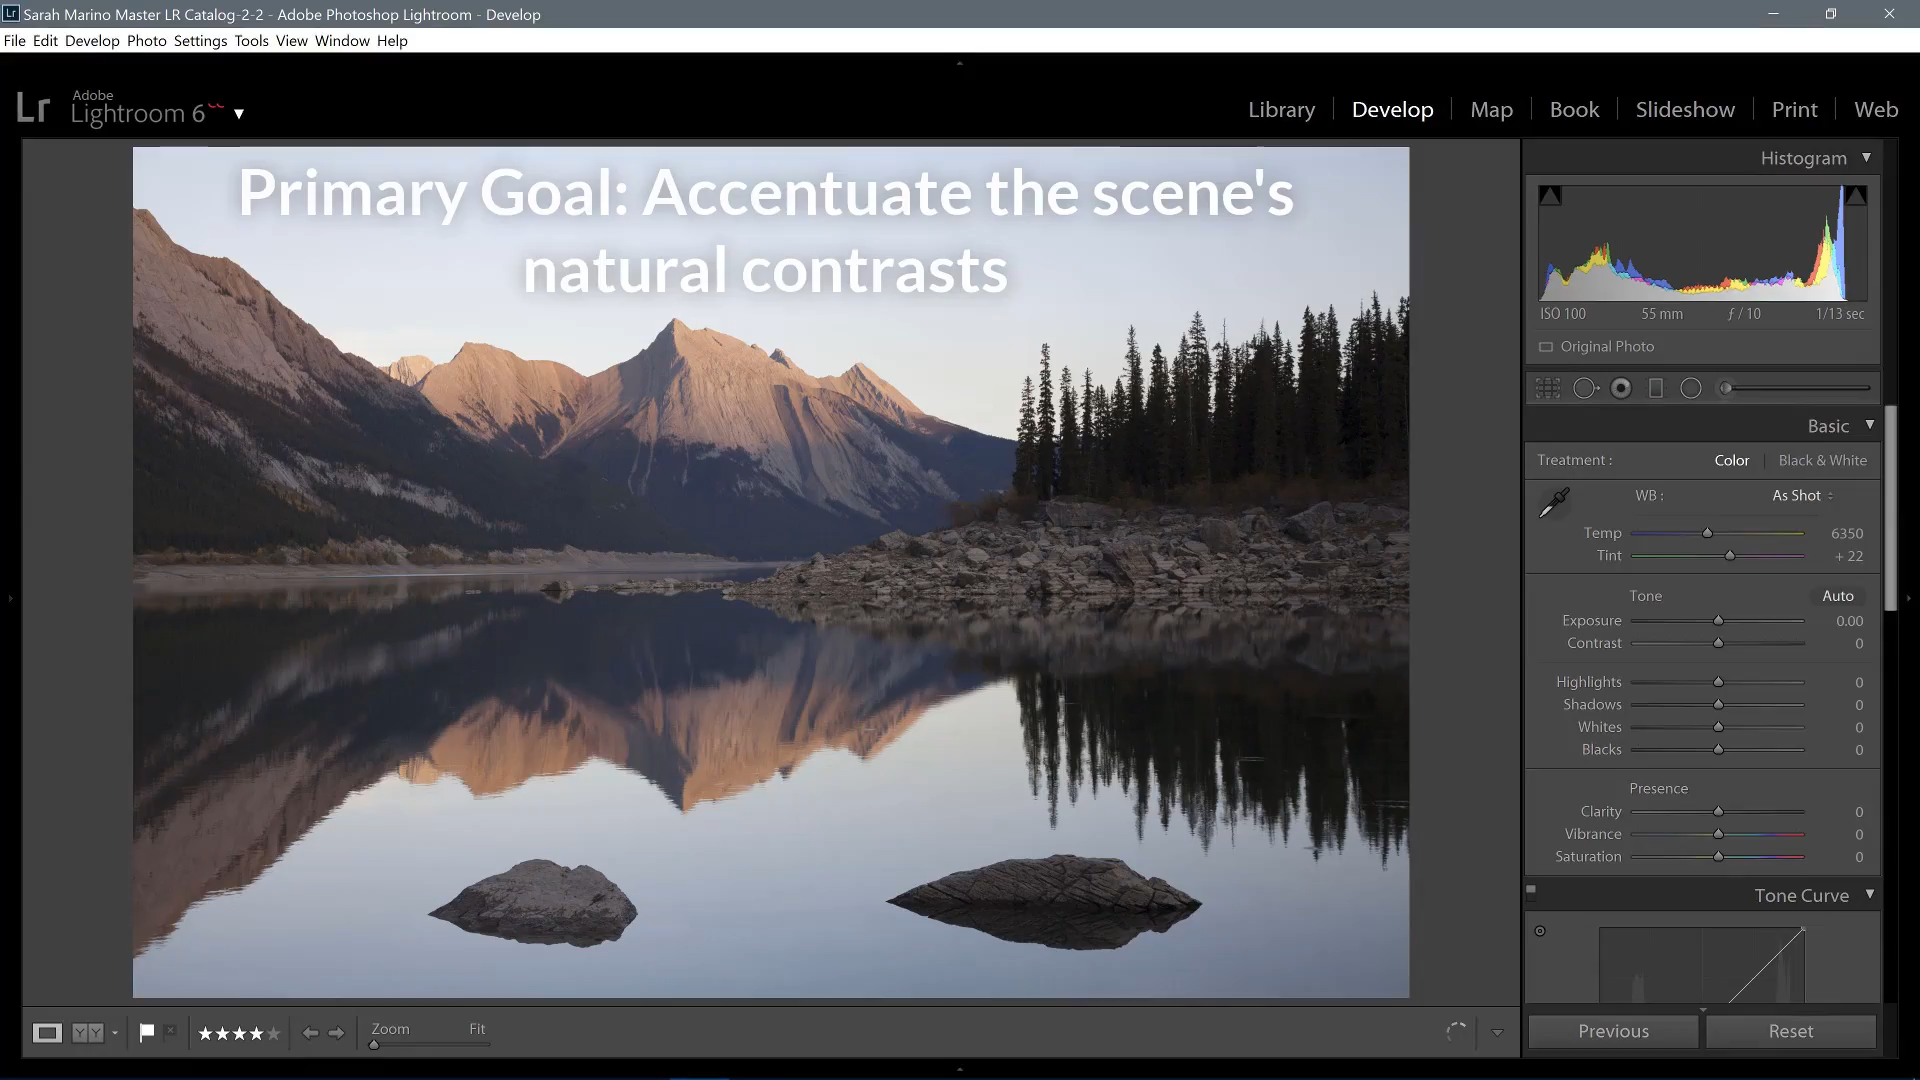 Lr Sarah Marino Master LR Catalog-2-2 - Adobe Photoshop Lightroom - Develop
File Edit Develop Photo Settings Tools View Window Help
Lr Adobe
Lightroom 6
Library Develop Map Book Slideshow Print Web
Primary Goal: Accentuate the scene's
natural contrasts
Histogram
ISO 100 55 mm ƒ / 10 1/13 sec
Original Photo
Basic
Treatment : Color Black & White
WB : As Shot
Temp 6350
Tint + 22
Tone Auto
Exposure 0.00
Contrast 0
Highlights 0
Shadows 0
Whites 0
Blacks 0
Presence
Clarity 0
Vibrance 0
Saturation 0
Tone Curve
Y Y Zoom Fit
Previous Reset